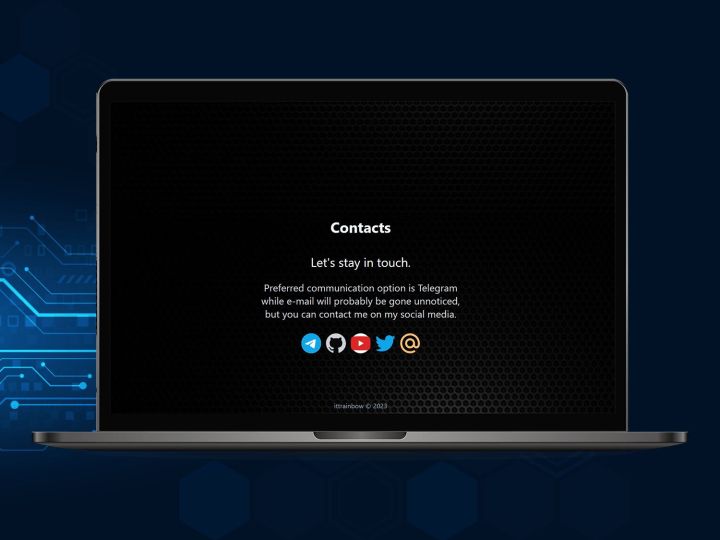 Contacts
Let's stay in touch.
Preferred communication option is Telegram
while e-mail will probably be gone unnoticed,
but you can contact me on my social media.
ittrainbow © 2023